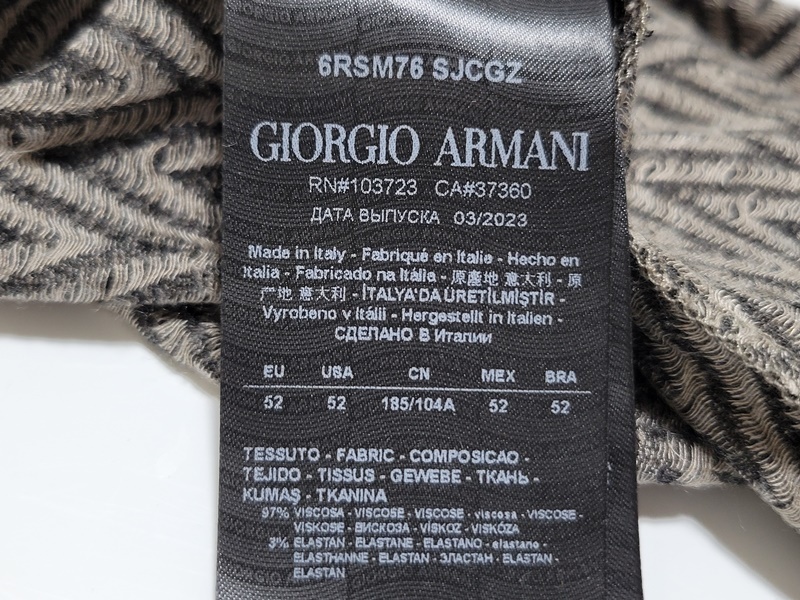 6RSM76 SJCGZ
GIORGIO ARMANI
RN#103723 CA#37360
ДАТА ВЫПУСКА 03/2023
Made in Italy - Fabriqué en Italie - Hecho en
Italia - Fabricado na Itália - 原產地 意大利 - 原
产地 意大利 - İTALYA'DA ÜRETİLMİŞTİR -
Vyrobeno v Itálii - Hergestellt in Italien -
СДЕЛАНО В Италии
EU USA CN MEX BRA
52 52 185/104A 52 52
TESSUTO - FABRIC - COMPOSICAO -
TEJIDO - TISSUS - GEWEBE - ТКАНЬ -
KUMAŞ - TKANINA
97% VISCOSA - VISCOSE - VISCOSE - viscosa - VISCOSE -
VISKOSE - ВИСКОЗА - VİSKOZ - VISKÓZA
3% ELASTAN - ELASTANE - ELASTANO - elastano -
ELASTHANNE - ELASTAN - ЭЛАСТАН - ELASTAN -
ELASTAN